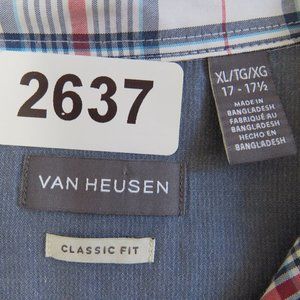 2637
XL/TG/XG
17 - 17½
MADE IN
BANGLADESH
FABRIQUÉ AU
BANGLADESH
HECHO EN
BANGLADESH
VAN HEUSEN
CLASSIC FIT